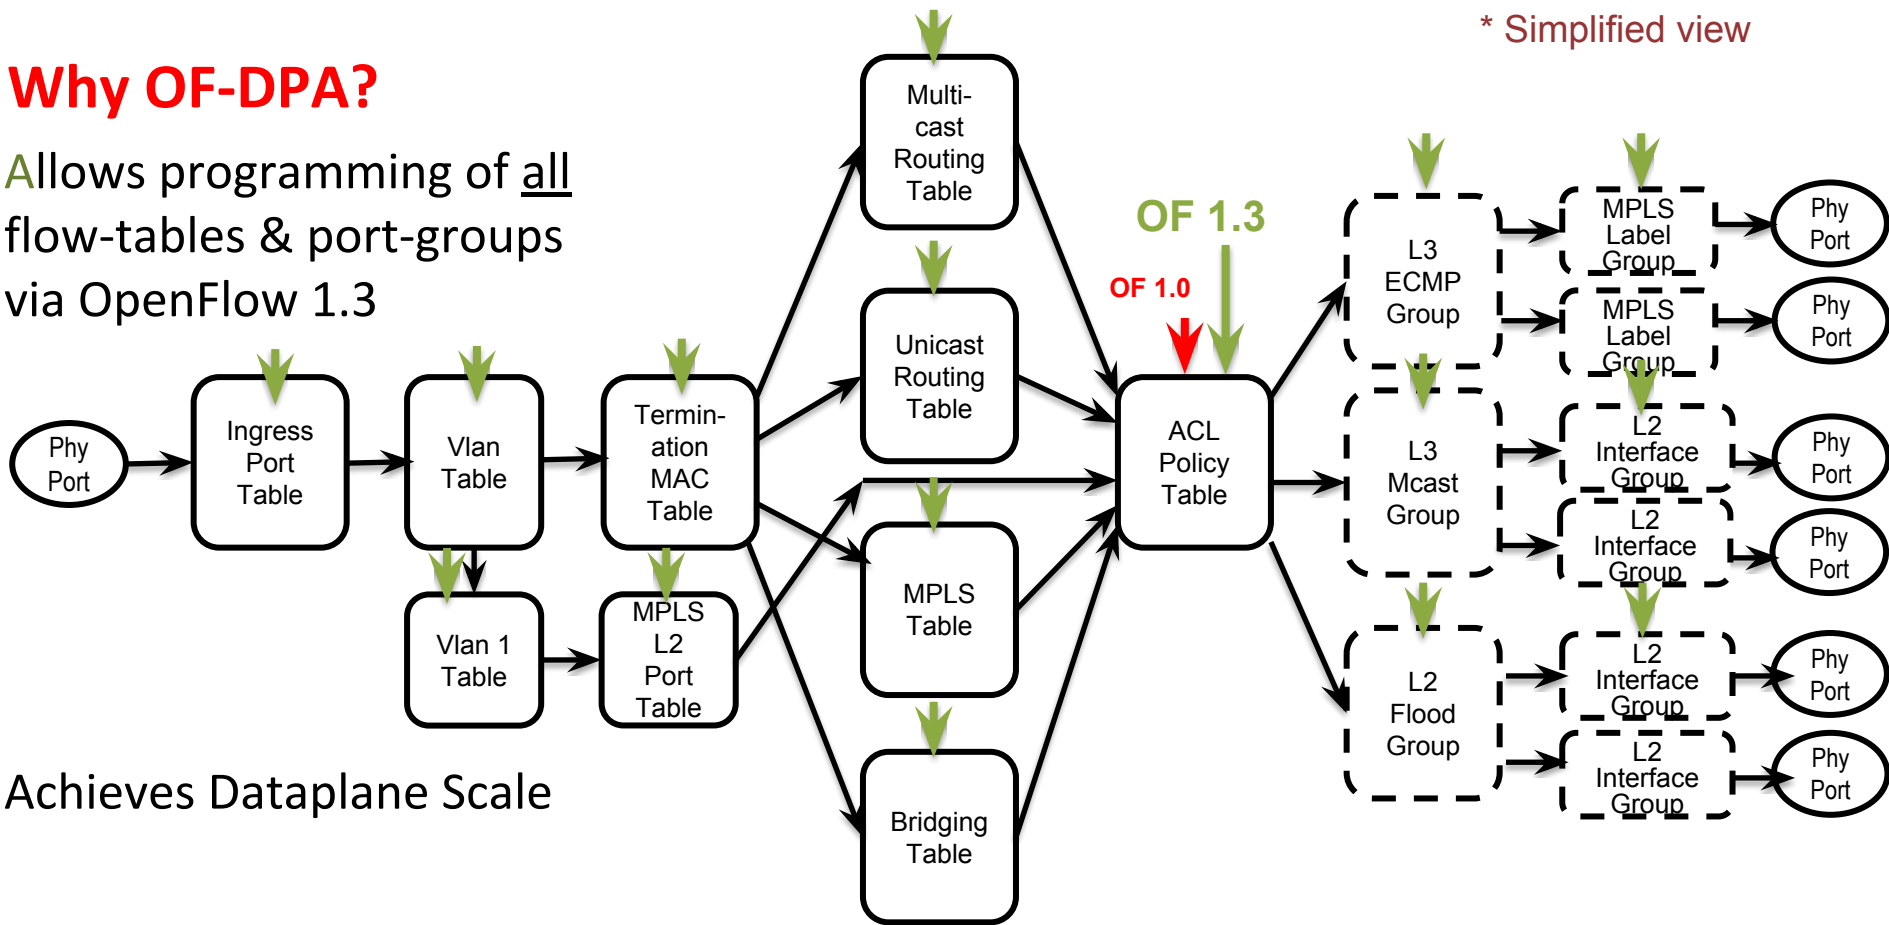 * Simplified view
Why OF-DPA?
Allows programming of all
flow-tables & port-groups
via OpenFlow 1.3
Phy
Port
Ingress
Port
Table
Vlan
Table
Vlan 1
Table
Termin-
ation
MAC
Table
MPLS
L2
Port
Table
Multi-
cast
Routing
Table
Unicast
Routing
Table
MPLS
Table
Bridging
Table
OF 1.3
OF 1.0
ACL
Policy
Table
L3
ECMP
Group
L3
Mcast
Group
L2
Flood
Group
MPLS
Label
Group
MPLS
Label
Group
L2
Interface
Group
L2
Interface
Group
L2
Interface
Group
L2
Interface
Group
Phy
Port
Phy
Port
Phy
Port
Phy
Port
Phy
Port
Phy
Port
Achieves Dataplane Scale